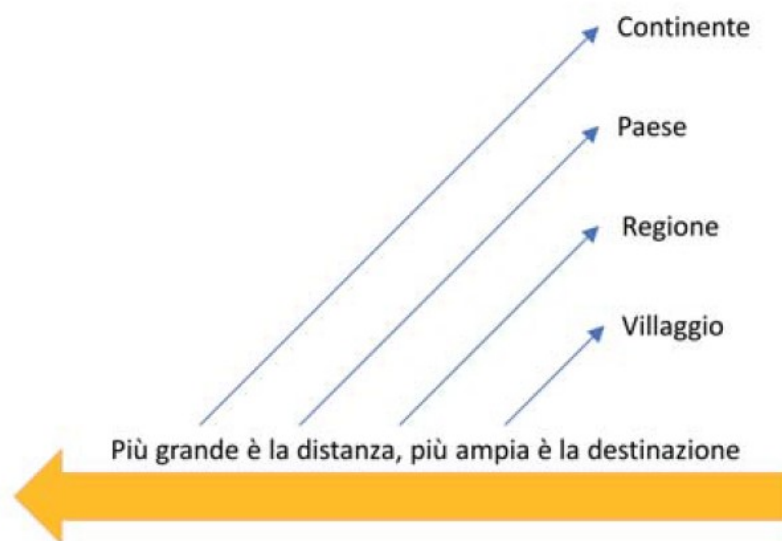 Continente
Paese
Regione
Villaggio
Più grande è la distanza, più ampia è la destinazione